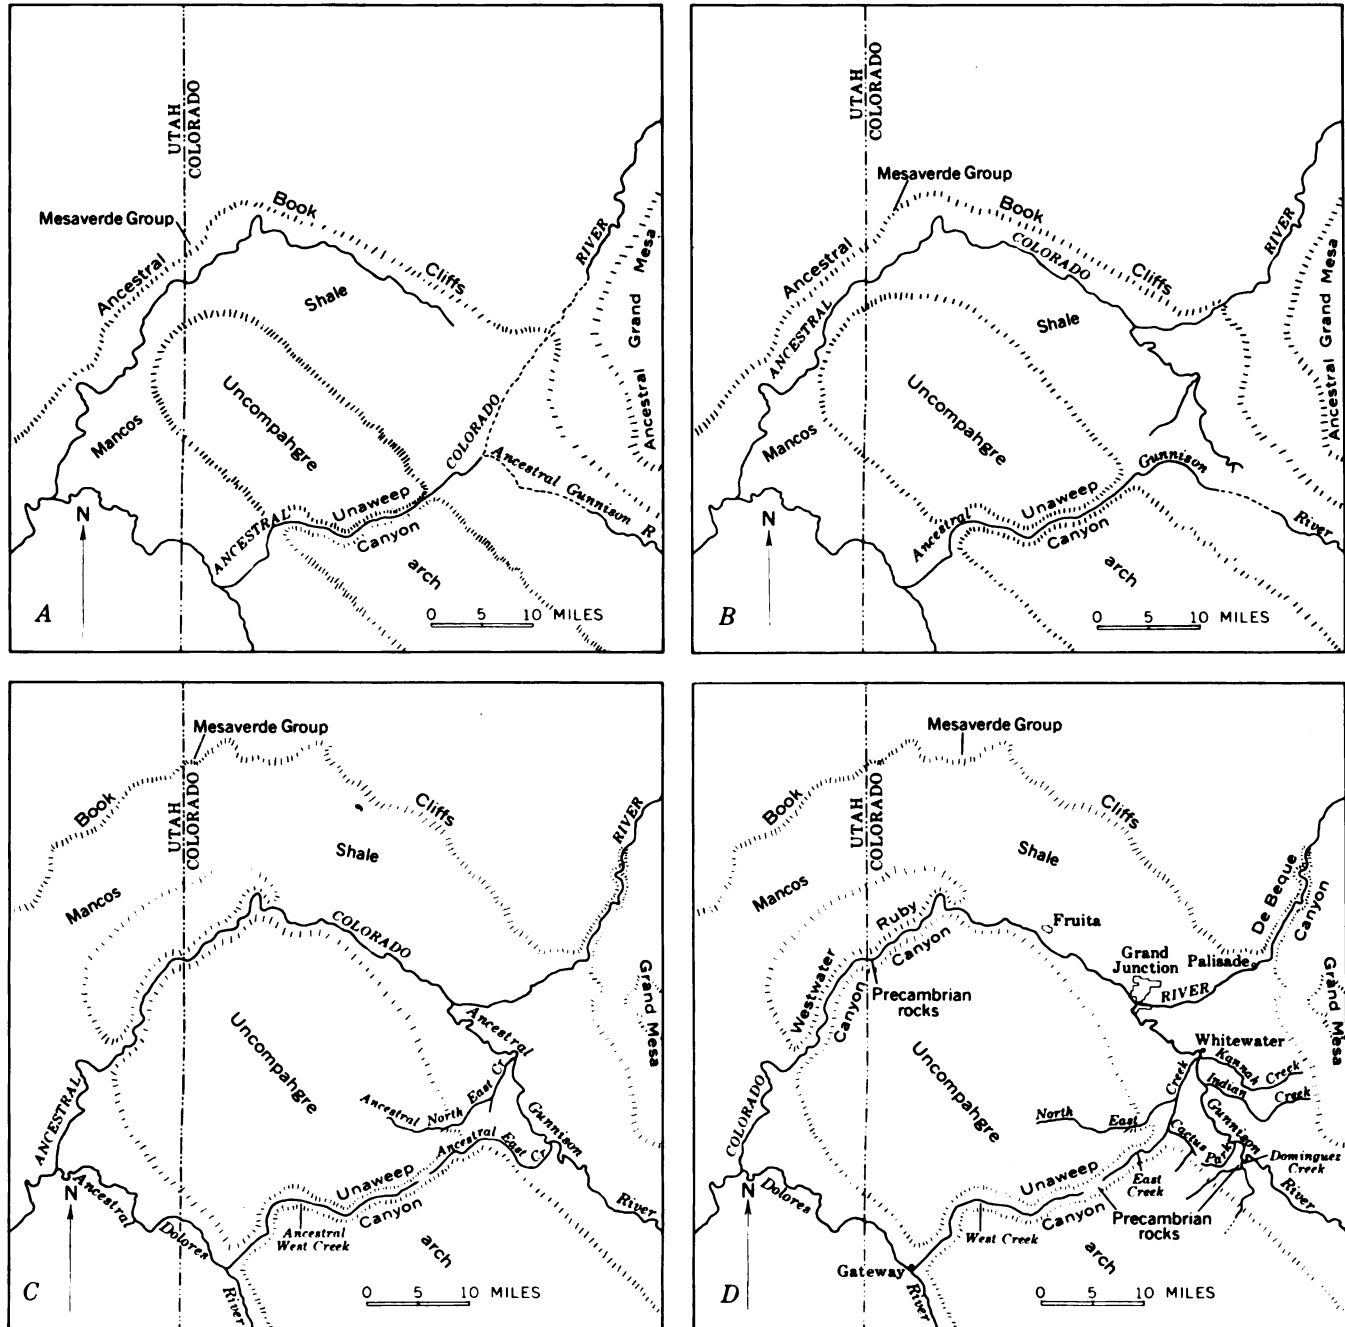 UTAH
COLORADO
Mesaverde Group
Ancestral
Book
Cliffs
RIVER
Ancestral Grand Mesa
Shale
Uncompahgre
Mancos
COLORADO
Ancestral Gunnison R
Unaweep
Canyon
ANCESTRAL
arch
N
A
0 5 10 MILES
UTAH
COLORADO
Mesaverde Group
Ancestral
Book
COLORADO
Cliffs
RIVER
Ancestral Grand Mesa
ANCESTRAL
Shale
Uncompahgre
Mancos
Gunnison
Unaweep
Canyon
Ancestral
River
arch
N
B
0 5 10 MILES
Mesaverde Group
Book
UTAH
COLORADO
Cliffs
RIVER
Shale
Mancos
COLORADO
Grand Mesa
Ancestral
Uncompahgre
Ancestral North East Cr
Ancestral East Cr
Gunnison
River
ANCESTRAL
Unaweep
Canyon
N
Ancestral
Dolores
River
Ancestral
West Creek
arch
C
0 5 10 MILES
Mesaverde Group
Book
UTAH
COLORADO
Cliffs
Shale
De Beque
Canyon
Mancos
Ruby
Canyon
Fruita
Grand
Junction
Palisade
RIVER
Grand Mesa
Westwater
Canyon
Precambrian
rocks
Whitewater
Kannah Creek
Indian Creek
Uncompahgre
North East Creek
Gunnison
River
Cactus
Park
Dominguez
Creek
COLORADO
Unaweep
Canyon
East
Creek
Precambrian
rocks
N
Dolores
River
West Creek
arch
Gateway
D
0 5 10 MILES